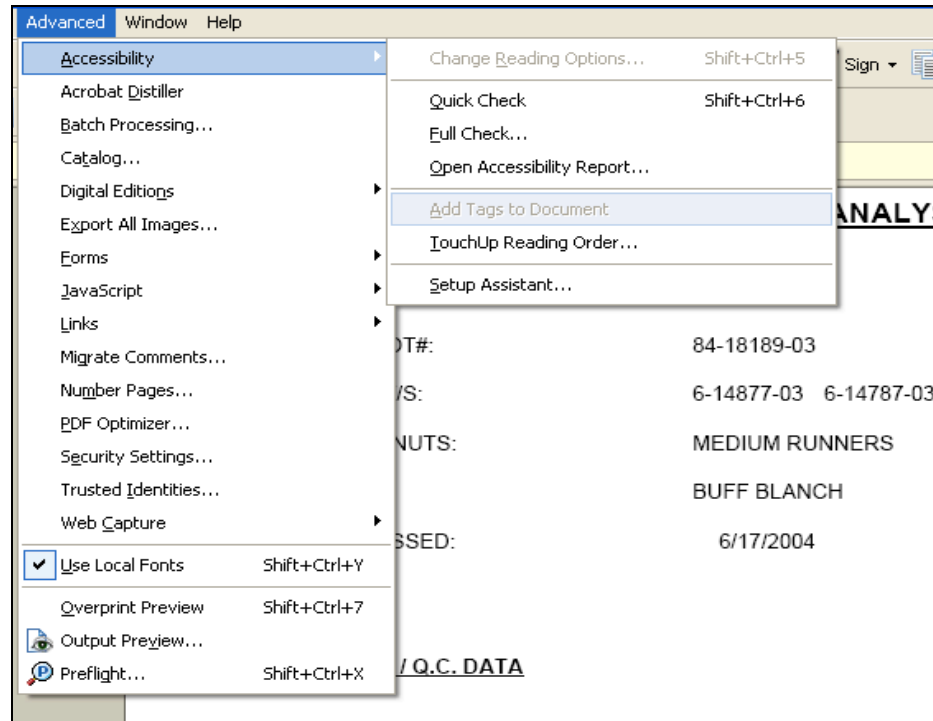 Advanced Window Help
Accessibility
Acrobat Distiller
Batch Processing...
Catalog...
Digital Editions
Export All Images...
Forms
JavaScript
Links
Migrate Comments...
Number Pages...
PDF Optimizer...
Security Settings...
Trusted Identities...
Web Capture
Use Local Fonts Shift+Ctrl+Y
Overprint Preview Shift+Ctrl+7
Output Preview...
Preflight... Shift+Ctrl+X
Change Reading Options... Shift+Ctrl+5
Quick Check Shift+Ctrl+6
Full Check...
Open Accessibility Report...
Add Tags to Document
TouchUp Reading Order...
Setup Assistant...
Sign
ANALYS
OT#: 84-18189-03
/S: 6-14877-03 6-14787-03
NUTS: MEDIUM RUNNERS
BUFF BLANCH
SSED: 6/17/2004
/ Q.C. DATA